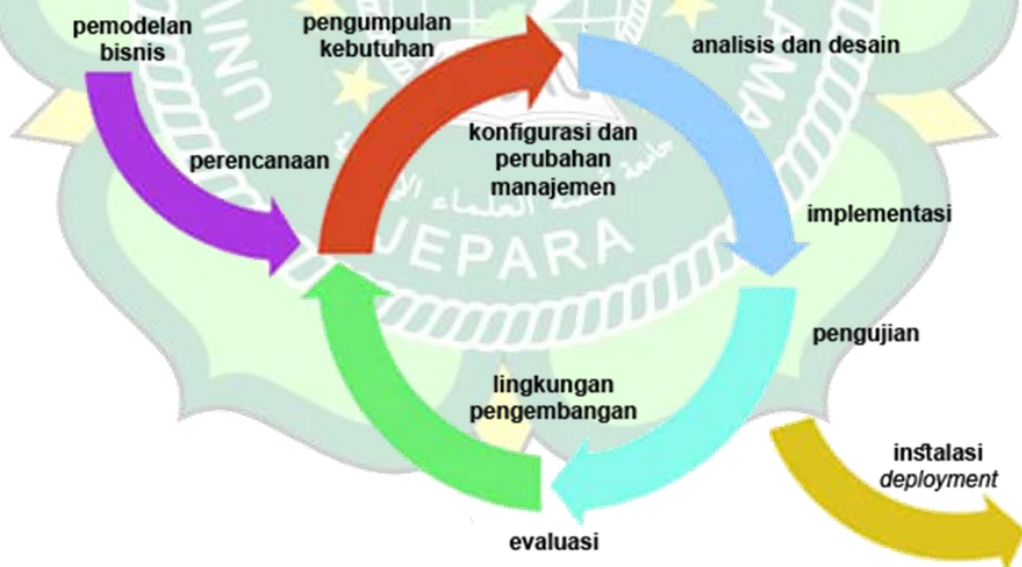 pemodelan
bisnis
pengumpulan
kebutuhan
analisis dan desain
perencanaan
konfigurasi dan
perubahan
manajemen
implementasi
JEPARA
pengujian
lingkungan
pengembangan
instalasi
deployment
evaluasi